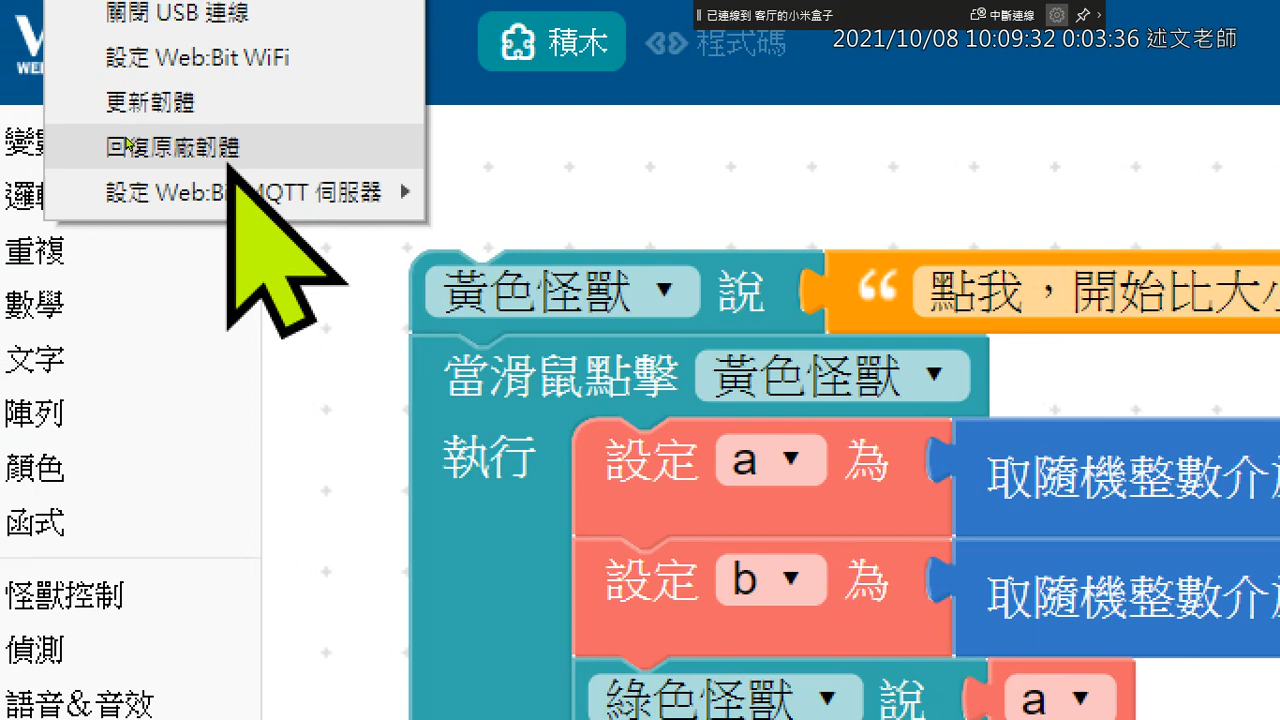 關閉 USB 連線
設定 Web:Bit WiFi
更新韌體
回復原廠韌體
設定 Web:Bit MQTT 伺服器
WEB
積木
程式碼
已連線到 客厅的小米盒子
中斷連線
2021/10/08 10:09:32 0:03:36 述文老師
變數
邏輯
重複
數學
文字
陣列
顏色
函式
怪獸控制
偵測
語音&音效
黃色怪獸 ▼ 說 “ 點我,開始比大小
當滑鼠點擊 黃色怪獸 ▼
執行 設定 a ▼ 為 取隨機整數介於
設定 b ▼ 為 取隨機整數介於
綠色怪獸 ▼ 說 a ▼